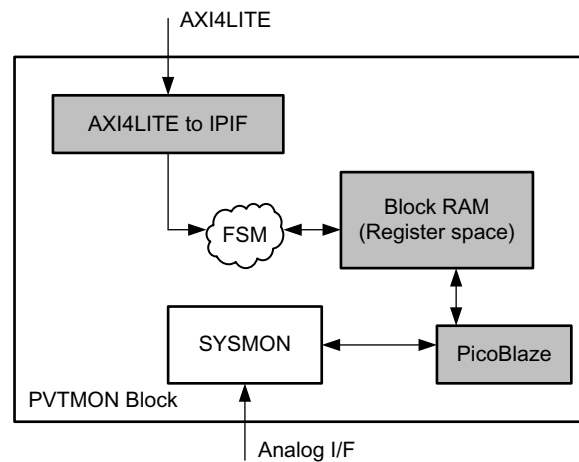 AXI4LITE
AXI4LITE to IPIF
Block RAM
(Register space)
FSM
SYSMON
PicoBlaze
PVTMON Block
Analog I/F